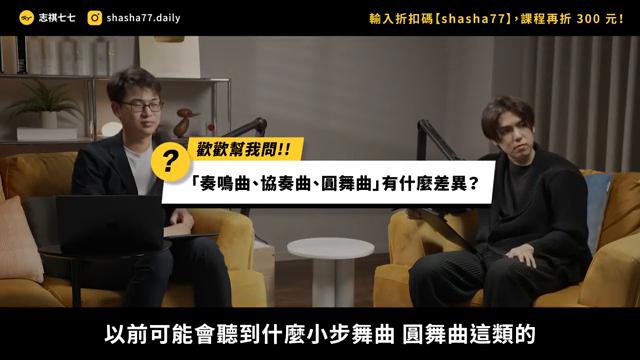 志祺七七
shasha77.daily
輸入折扣碼【shasha77】，課程再折 300 元！
?
歡歡幫我問!!
「奏鳴曲、協奏曲、圓舞曲」有什麼差異？
以前可能會聽到什麼小步舞曲 圓舞曲這類的